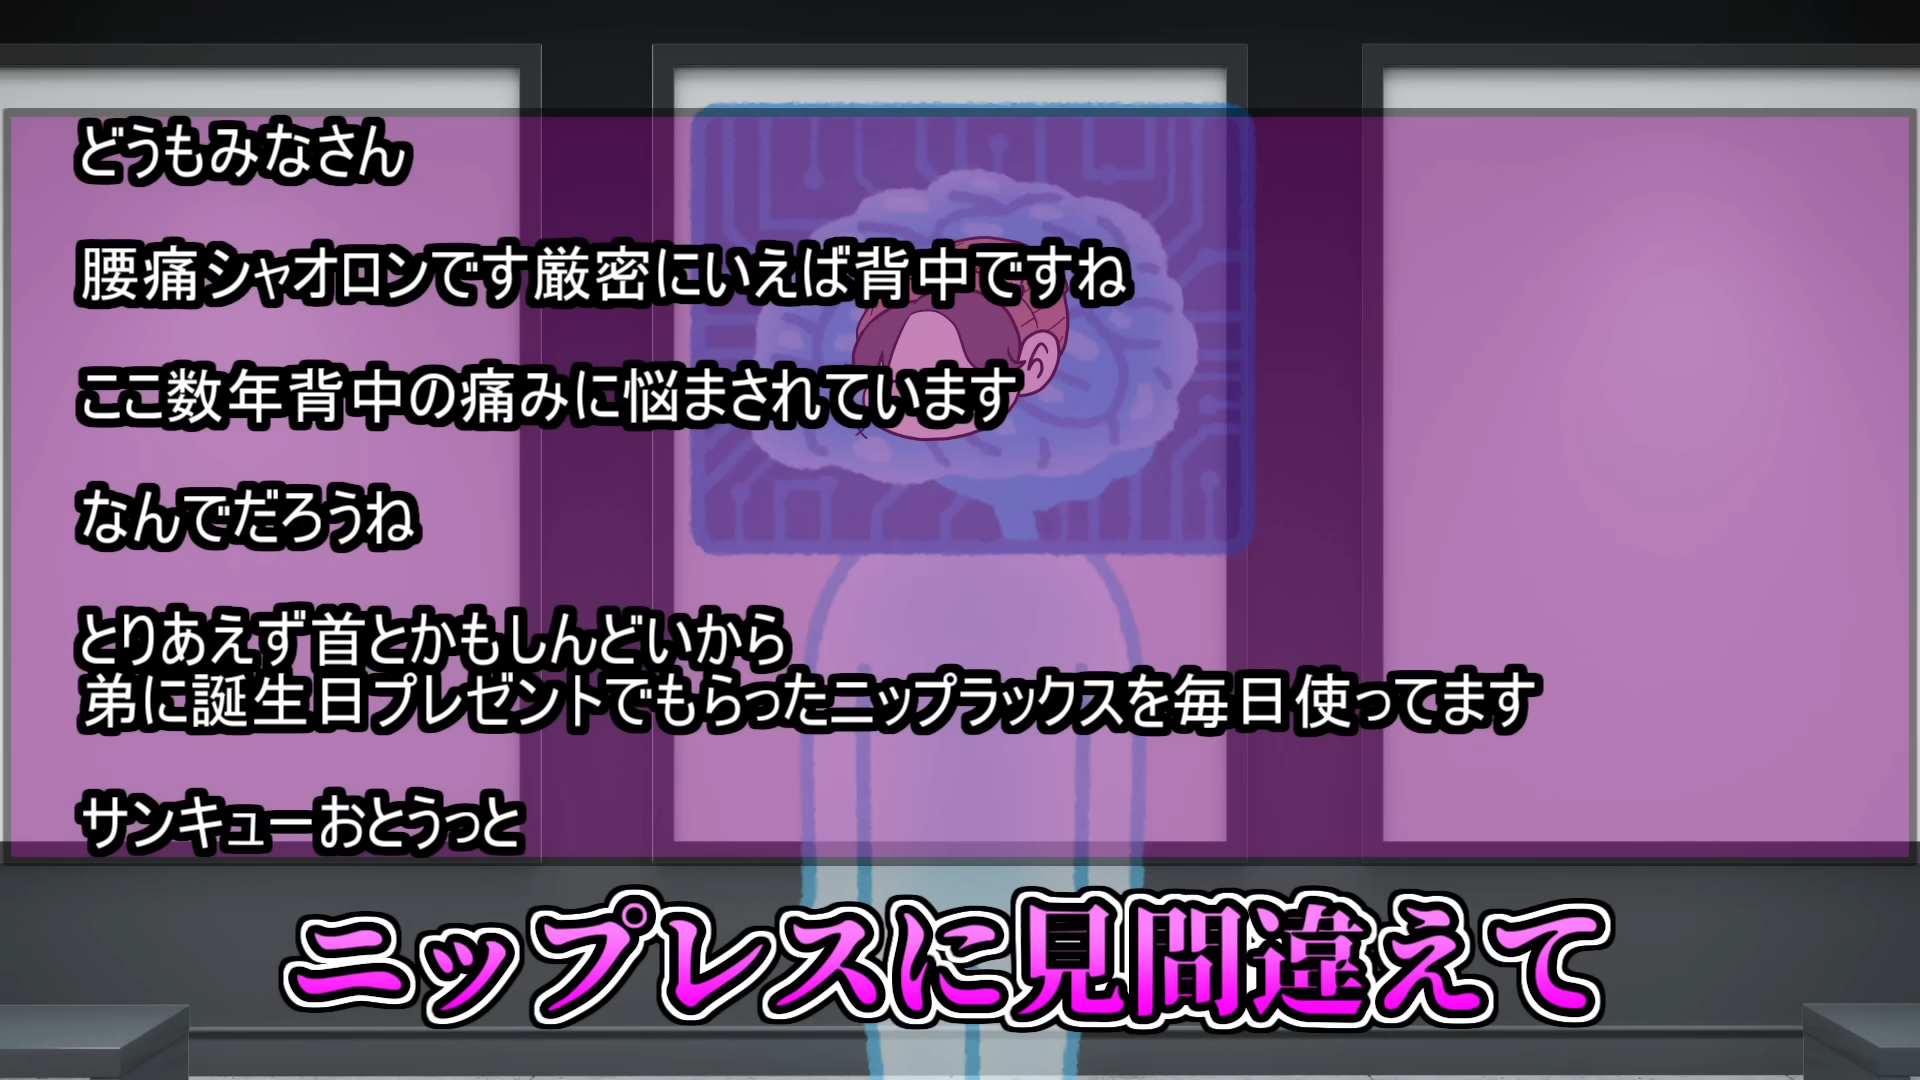 どうもみなさん
腰痛シャオロンです厳密にいえば背中ですね
ここ数年背中の痛みに悩まされています
なんでだろうね
とりあえず首とかもしんどいから
弟に誕生日プレゼントでもらったニップラックスを毎日使ってます
サンキューおとうっと
ニップレスに見間違えて